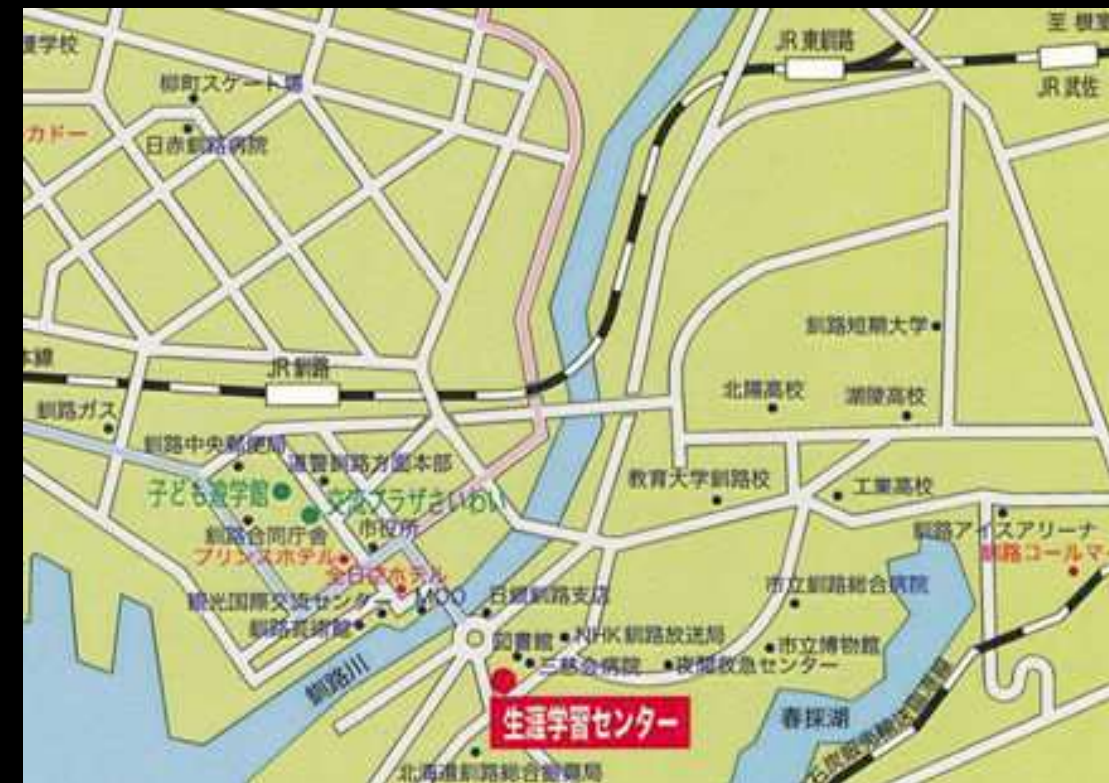 至 根室
JR 東釧路
学校
柳町スケート場
JR 武佐
カドー
日赤釧路病院
釧路短期大学
本線
JR 釧路
北陽高校
湖陵高校
釧路ガス
釧路中央郵便局
道警釧路方面本部
教育大学釧路校
工業高校
子ども遊学館
交流プラザさいわい
釧路合同庁舎
市役所
釧路アイスアリーナ
プリンスホテル
釧路コールマイ
全日空ホテル
市立釧路総合病院
観光国際交流センター
MOO
日銀釧路支店
釧路芸術館
図書館
NHK釧路放送局
市立博物館
三慈会病院
夜間救急センター
釧路川
生涯学習センター
春採湖
北海道釧路総合振興局